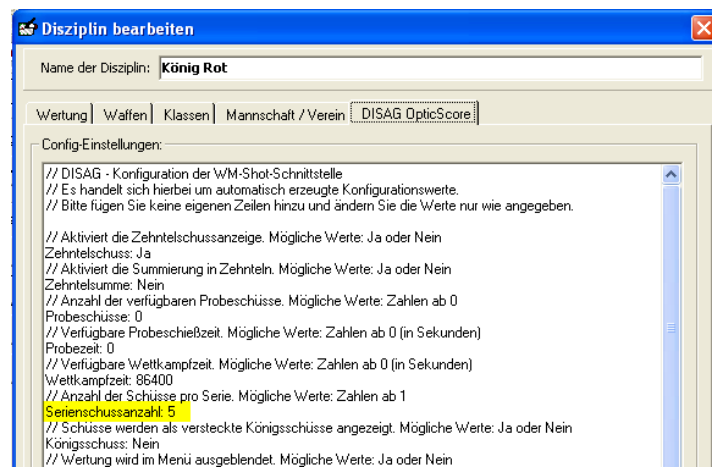 Disziplin bearbeiten
Name der Disziplin: König Rot
Wertung Waffen Klassen Mannschaft / Verein DISAG OpticScore
Config-Einstellungen:
// DISAG - Konfiguration der WM-Shot-Schnittstelle
// Es handelt sich hierbei um automatisch erzeugte Konfigurationswerte.
// Bitte fügen Sie keine eigenen Zeilen hinzu und ändern Sie die Werte nur wie angegeben.
// Aktiviert die Zehntelschussanzeige. Mögliche Werte: Ja oder Nein
Zehntelschuss: Ja
// Aktiviert die Summierung in Zehnteln. Mögliche Werte: Ja oder Nein
Zehntelsumme: Nein
// Anzahl der verfügbaren Probeschüsse. Mögliche Werte: Zahlen ab 0
Probeschüsse: 0
// Verfügbare Probeschießzeit. Mögliche Werte: Zahlen ab 0 (in Sekunden)
Probezeit: 0
// Verfügbare Wettkampfzeit. Mögliche Werte: Zahlen ab 0 (in Sekunden)
Wettkampfzeit: 86400
// Anzahl der Schüsse pro Serie. Mögliche Werte: Zahlen ab 1
Serienschussanzahl: 5
// Schüsse werden als versteckte Königsschüsse angezeigt. Mögliche Werte: Ja oder Nein
Königsschuss: Nein
// Wertung wird im Menü ausgeblendet. Mögliche Werte: Ja oder Nein